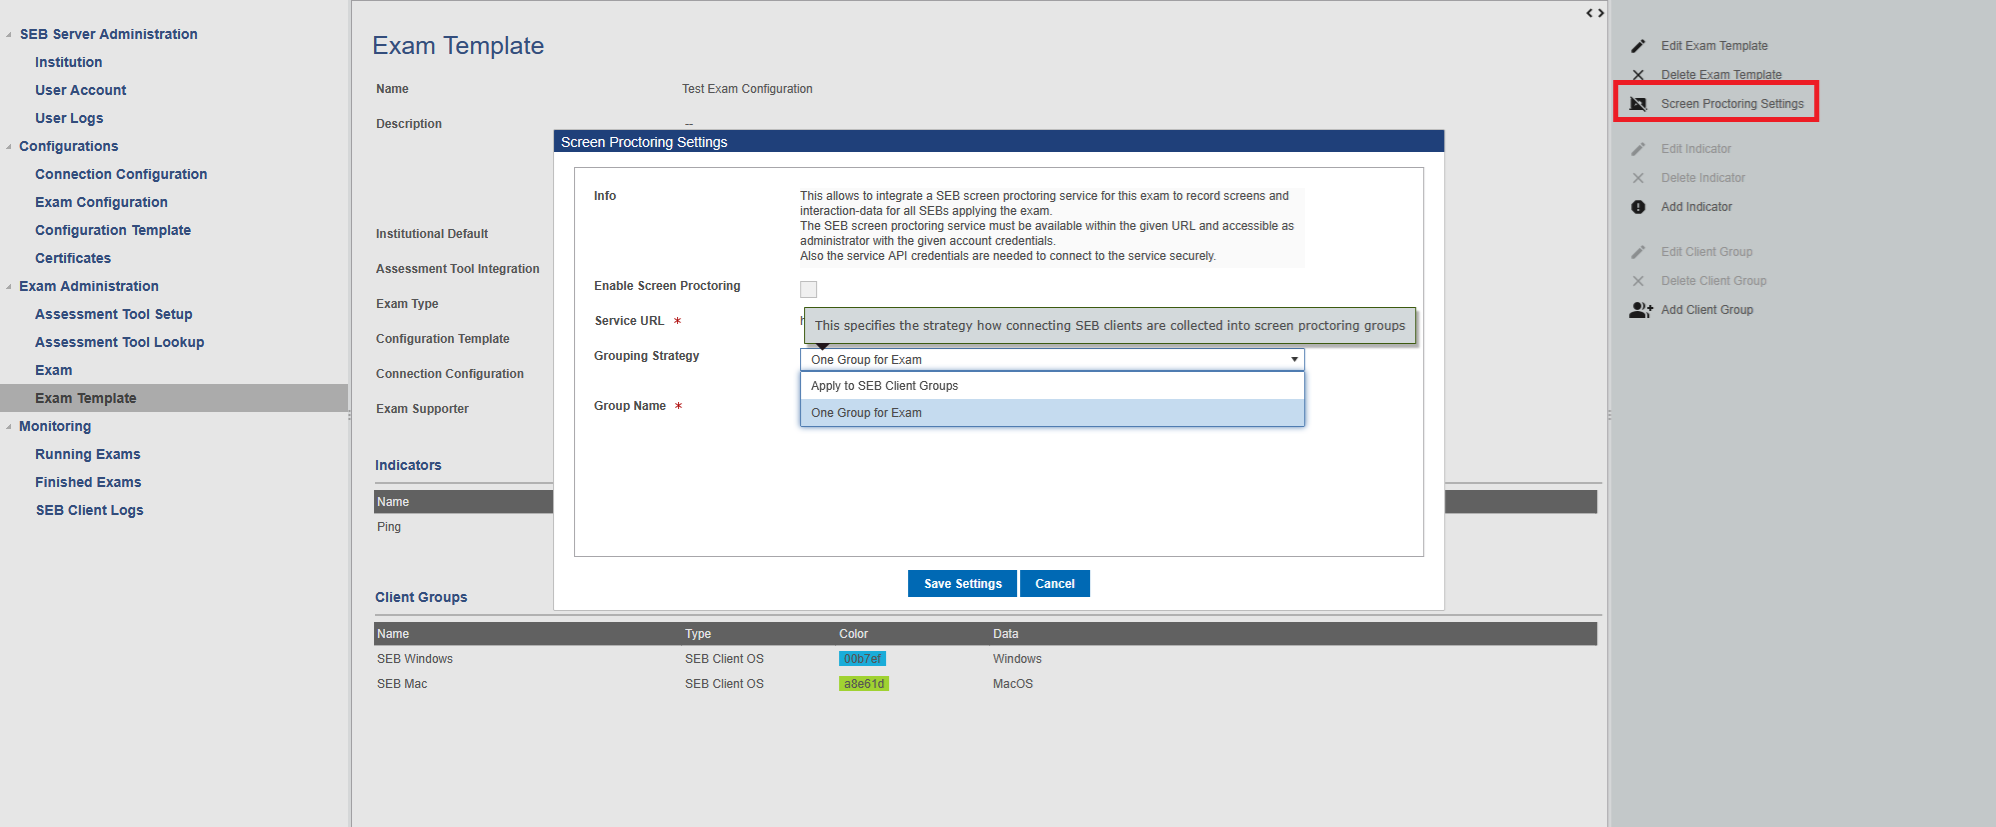 SEB Server Administration
Institution
User Account
User Logs
Configurations
Connection Configuration
Exam Configuration
Configuration Template
Certificates
Exam Administration
Assessment Tool Setup
Assessment Tool Lookup
Exam
Exam Template
Monitoring
Running Exams
Finished Exams
SEB Client Logs
Exam Template
Name Test Exam Configuration
Description --
Institutional Default
Assessment Tool Integration
Exam Type
Configuration Template
Connection Configuration
Exam Supporter
Indicators
Name
Ping
Client Groups
Name Type Color Data
SEB Windows SEB Client OS 00b7ef Windows
SEB Mac SEB Client OS a8e61d MacOS
Screen Proctoring Settings
Info
This allows to integrate a SEB screen proctoring service for this exam to record screens and
interaction-data for all SEBs applying the exam.
The SEB screen proctoring service must be available within the given URL and accessible as
administrator with the given account credentials.
Also the service API credentials are needed to connect to the service securely.
Enable Screen Proctoring
Service URL *
This specifies the strategy how connecting SEB clients are collected into screen proctoring groups
Grouping Strategy One Group for Exam
Apply to SEB Client Groups
One Group for Exam
Group Name *
Save Settings Cancel
Edit Exam Template
Delete Exam Template
Screen Proctoring Settings
Edit Indicator
Delete Indicator
Add Indicator
Edit Client Group
Delete Client Group
Add Client Group